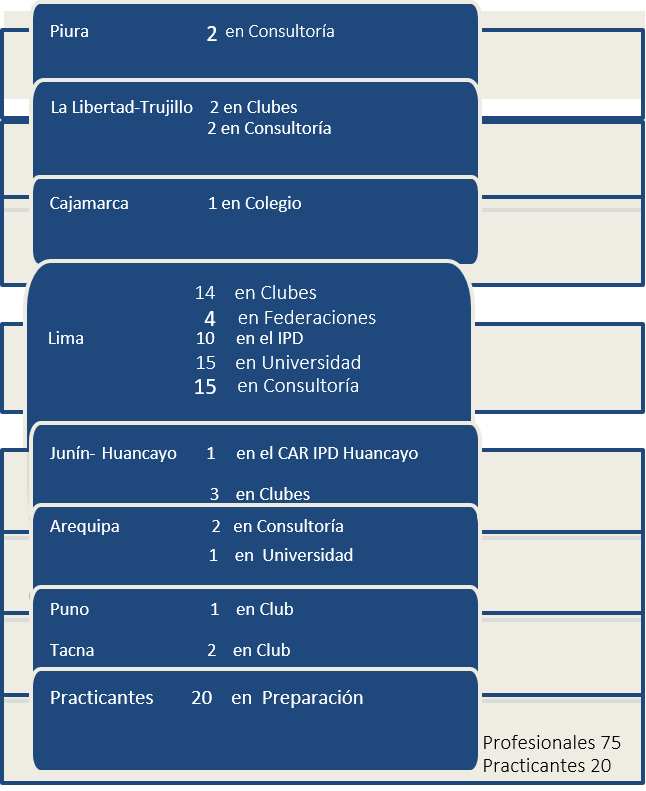 Piura 2 en Consultoría
La Libertad-Trujillo 2 en Clubes
2 en Consultoría
Cajamarca 1 en Colegio
14 en Clubes
4 en Federaciones
Lima 10 en el IPD
15 en Universidad
15 en Consultoría
Junín- Huancayo 1 en el CAR IPD Huancayo
3 en Clubes
Arequipa 2 en Consultoría
1 en Universidad
Puno 1 en Club
Tacna 2 en Club
Practicantes 20 en Preparación
Profesionales 75
Practicantes 20